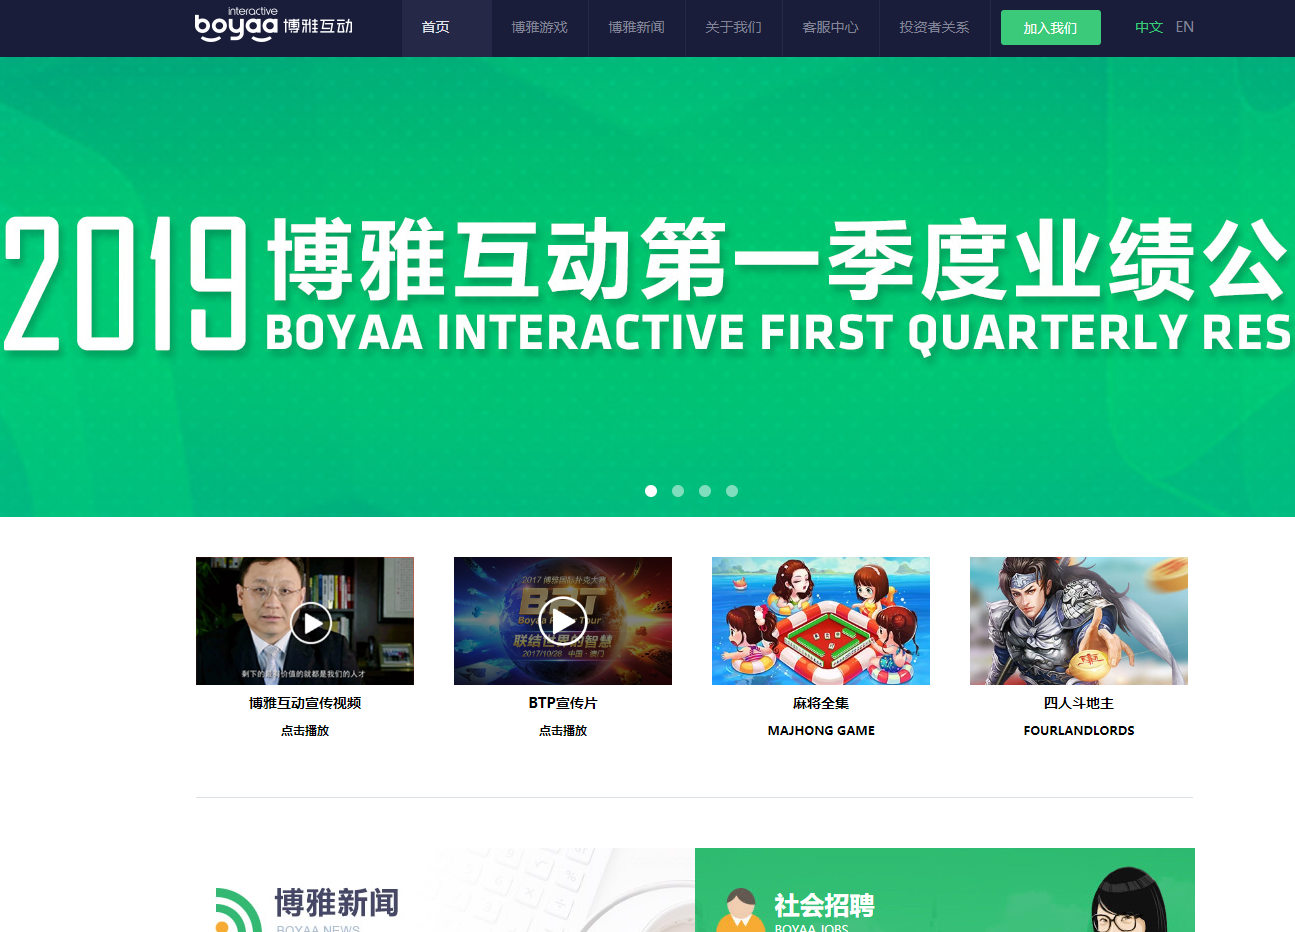 interactive
boyaa 博雅互动
首页
博雅游戏
博雅新闻
关于我们
客服中心
投资者关系
加入我们
中文 EN
2019 博雅互动第一季度业绩公
BOYAA INTERACTIVE FIRST QUARTERLY RES
剩下的最有价值的就都是我们的人才
2017 博雅国际扑克大赛
BPT
Boyaa Poker Tour
联结世界的智慧
2017/10/28 中国·澳门
博雅互动宣传视频
点击播放
BTP宣传片
点击播放
麻将全集
MAJHONG GAME
四人斗地主
FOURLANDLORDS
博雅新闻
BOYAA NEWS
社会招聘
BOYAA JOBS